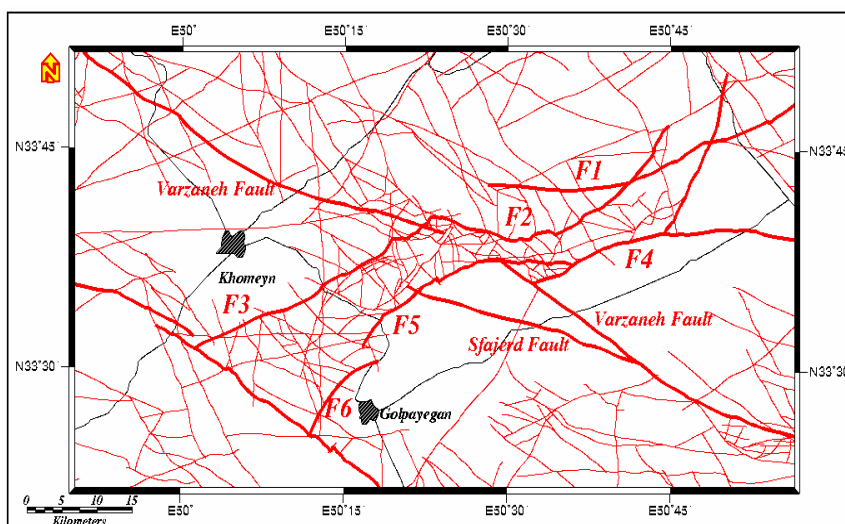 E50° E50°15´ E50°30´ E50°45´
N
N33°45´ N33°45´
F1
Varzaneh Fault
F2
Khomeyn
F4
F3
F5
Varzaneh Fault
Sfajerd Fault
N33°30´ N33°30´
F6
Golpayegan
0 5 10 15
Kilometers
E50° E50°15´ E50°30´ E50°45´